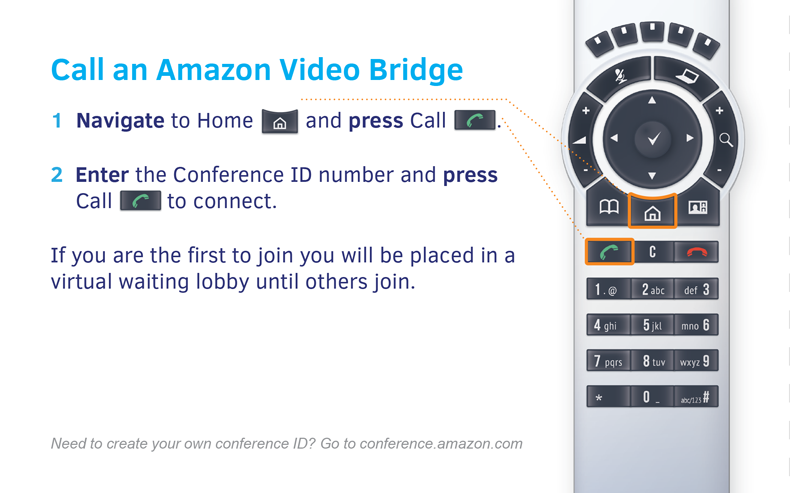 Call an Amazon Video Bridge
1 Navigate to Home and press Call .
2 Enter the Conference ID number and press
Call to connect.
If you are the first to join you will be placed in a
virtual waiting lobby until others join.
Need to create your own conference ID? Go to conference.amazon.com
+ +
- -
C
1 . @ 2 abc def 3
4 ghi 5 jkl mno 6
7 pqrs 8 tuv wxyz 9
* 0 _ abc/123 #